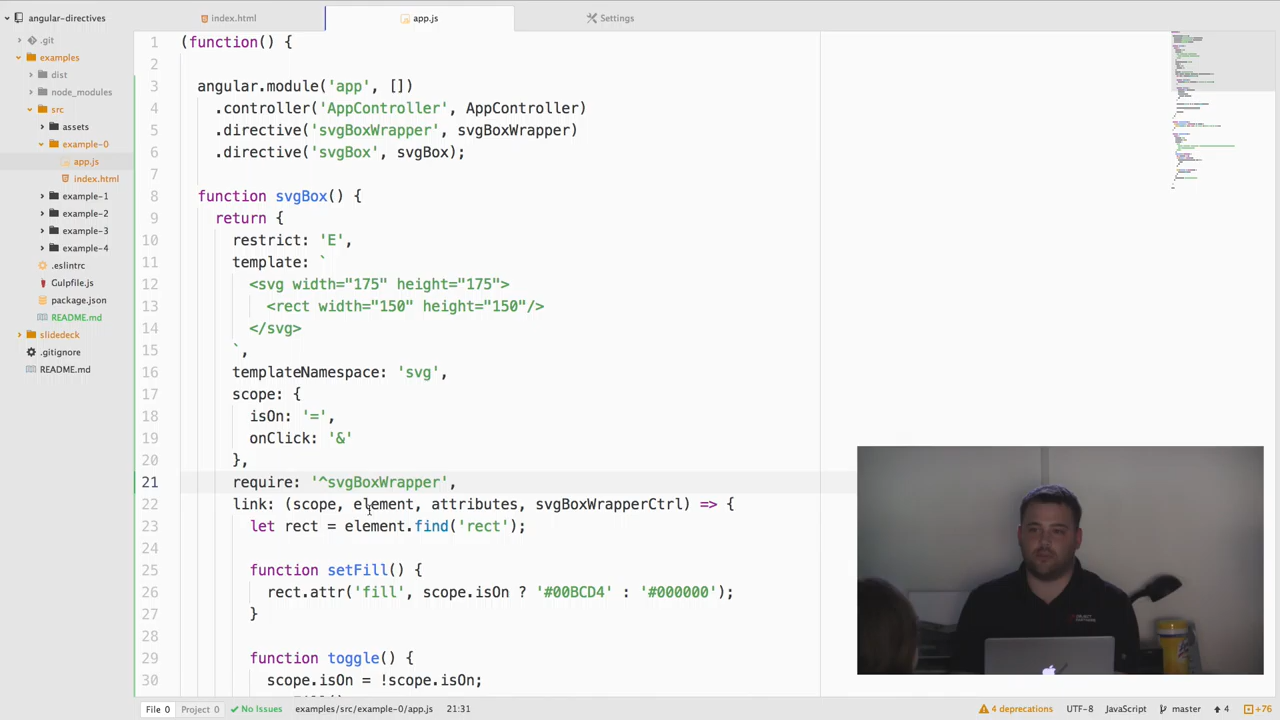 angular-directives
index.html
app.js
Settings
.git
examples
dist
node_modules
src
assets
example-0
app.js
index.html
example-1
example-2
example-3
example-4
.eslintrc
Gulpfile.js
package.json
README.md
slidedeck
.gitignore
README.md
1 (function() {
2
3 angular.module('app', [])
4 .controller('AppController', AppController)
5 .directive('svgBoxWrapper', svgBoxWrapper)
6 .directive('svgBox', svgBox);
7
8 function svgBox() {
9 return {
10 restrict: 'E',
11 template: `
12 <svg width="175" height="175">
13 <rect width="150" height="150"/>
14 </svg>
15 `,
16 templateNamespace: 'svg',
17 scope: {
18 isOn: '=',
19 onClick: '&'
20 },
21 require: '^svgBoxWrapper',
22 link: (scope, element, attributes, svgBoxWrapperCtrl) => {
23 let rect = element.find('rect');
24
25 function setFill() {
26 rect.attr('fill', scope.isOn ? '#00BCD4' : '#000000');
27 }
28
29 function toggle() {
30 scope.isOn = !scope.isOn;
File 0 Project 0 No Issues examples/src/example-0/app.js 21:31 4 deprecations UTF-8 JavaScript master 4 +76